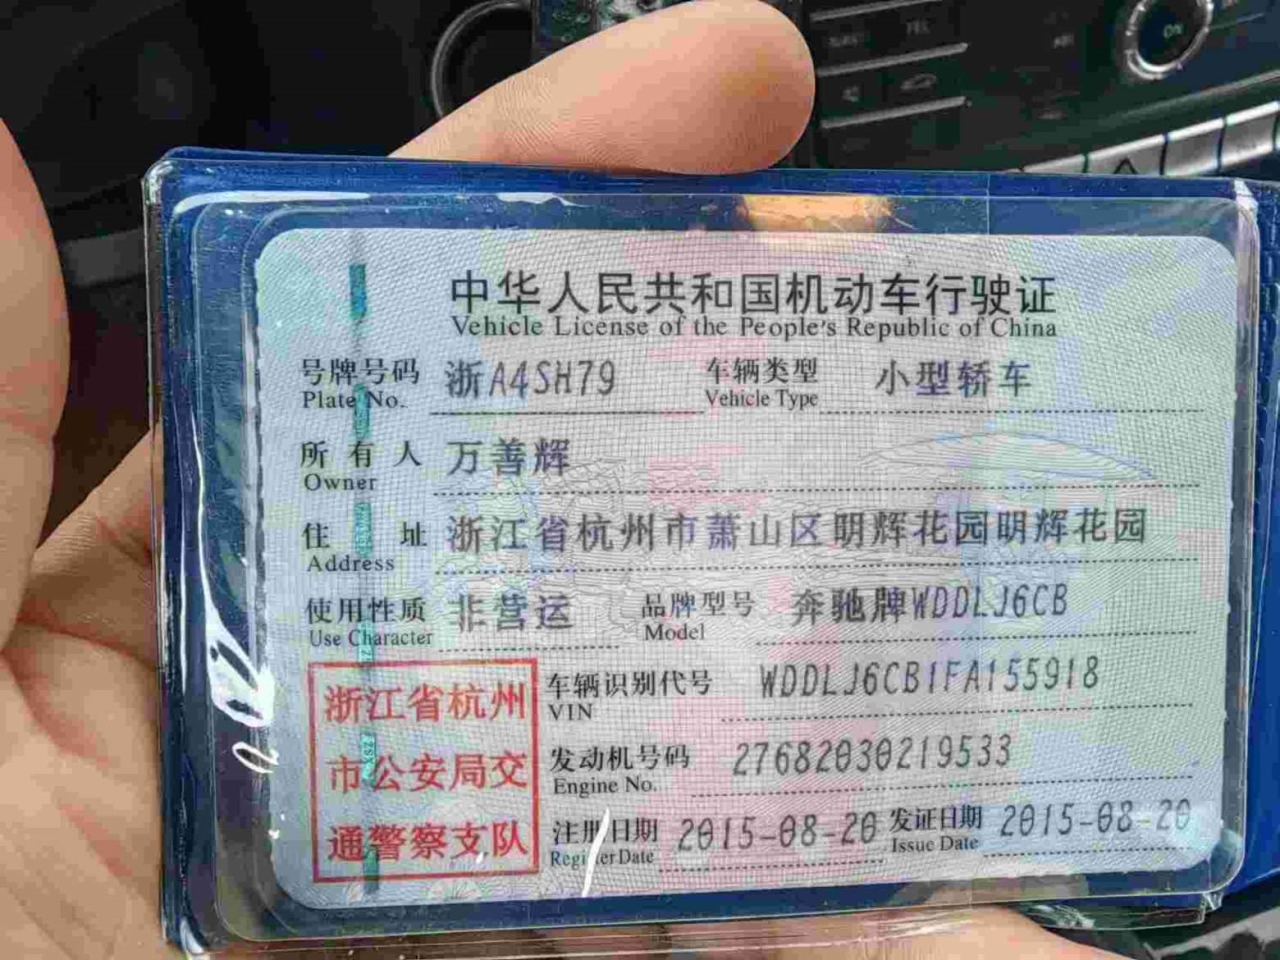 TEL
ON
中华人民共和国机动车行驶证
Vehicle License of the People's Republic of China
号牌号码 浙A4SH79 车辆类型 小型轿车
Plate No. Vehicle Type
所有人 万善辉
Owner
住址 浙江省杭州市萧山区明辉花园明辉花园
Address
使用性质 非营运 品牌型号 奔驰牌WDDLJ6CB
Use Character Model
浙江省杭州
市公安局交
通警察支队
车辆识别代号 WDDLJ6CB1FA155918
VIN
发动机号码 27682030219533
Engine No.
注册日期 2015-08-20 发证日期 2015-08-20
Register Date Issue Date